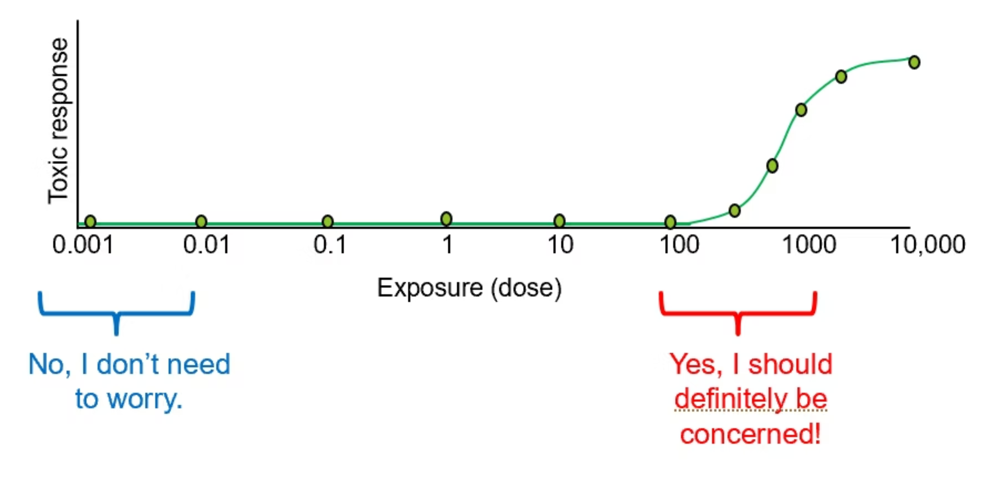 Toxic response
0.001 0.01 0.1 1 10 100 1000 10,000
Exposure (dose)
No, I don’t need
to worry.
Yes, I should
definitely be
concerned!